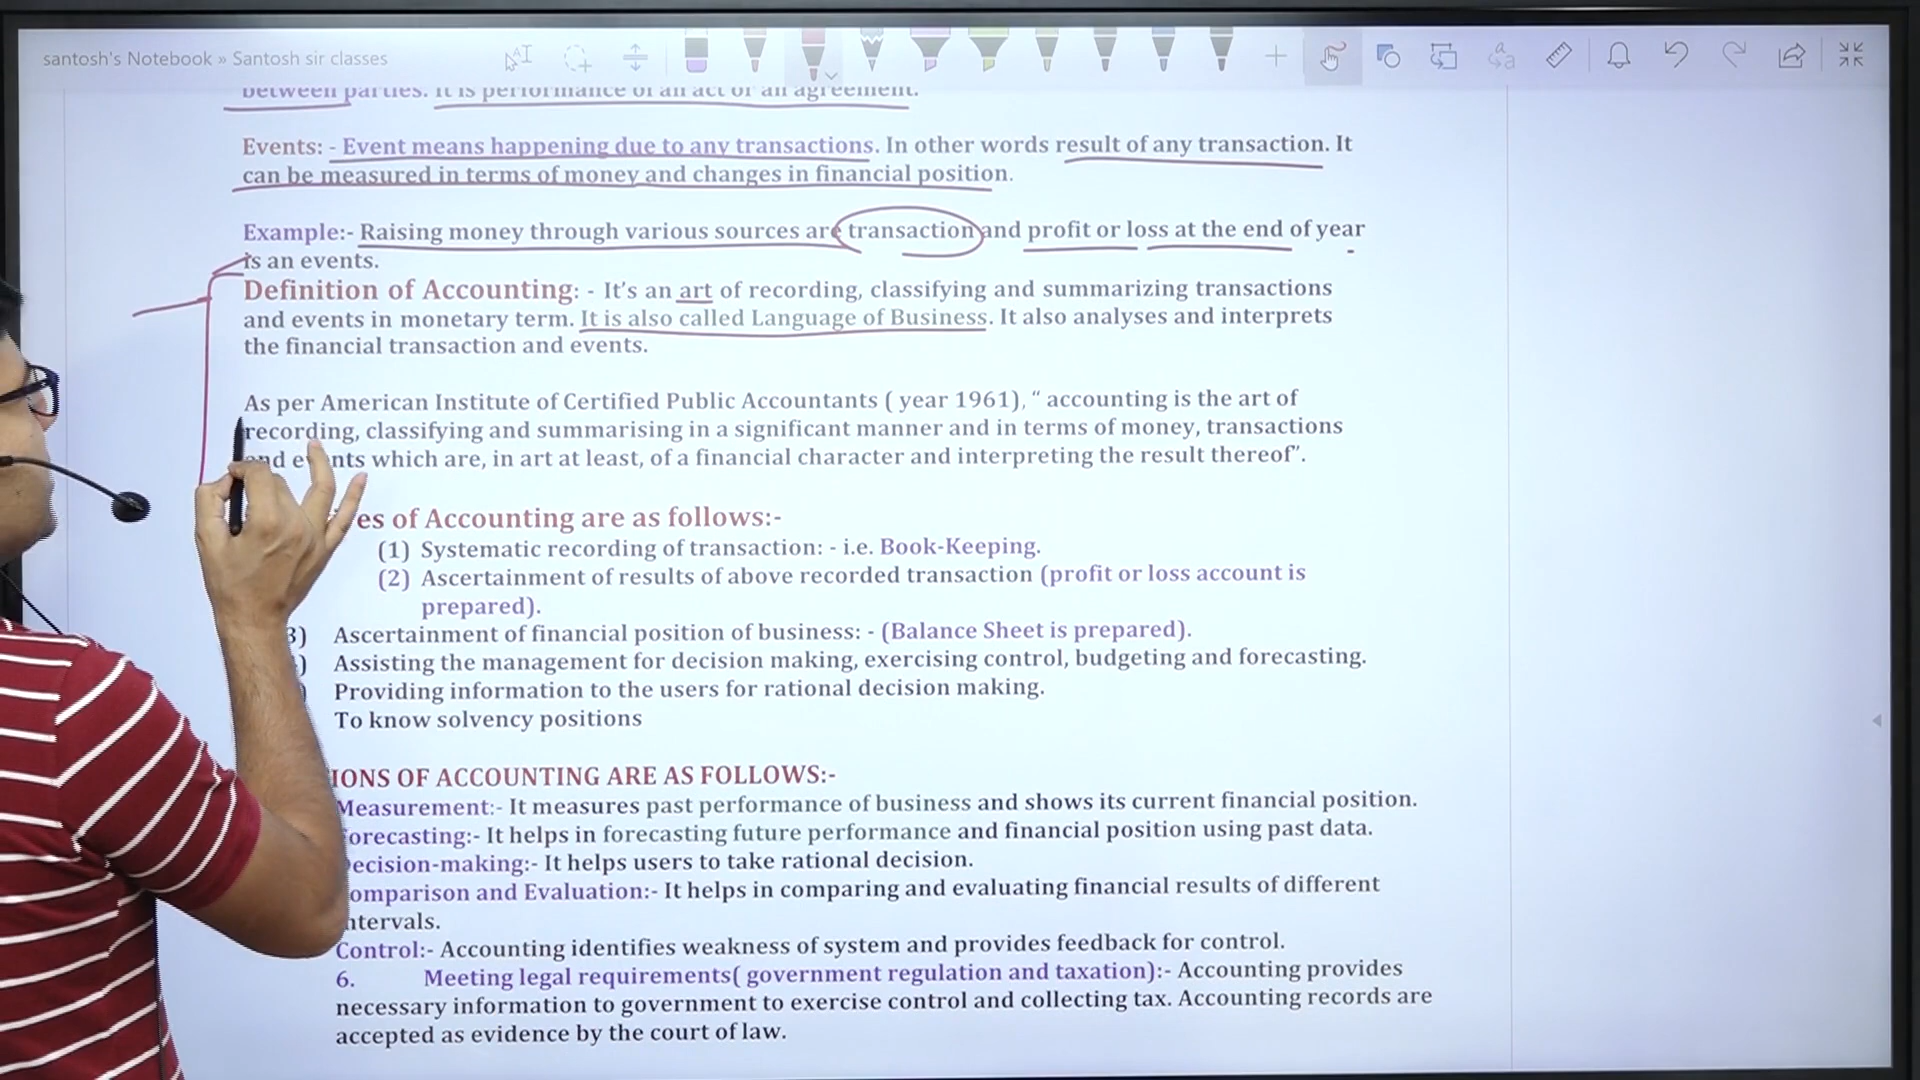 santosh's Notebook » Santosh sir classes
between parties. It is performance of an act or an agreement.
Events: - Event means happening due to any transactions. In other words result of any transaction. It
can be measured in terms of money and changes in financial position.
Example:- Raising money through various sources are transaction and profit or loss at the end of year
is an events.
Definition of Accounting: - It's an art of recording, classifying and summarizing transactions
and events in monetary term. It is also called Language of Business. It also analyses and interprets
the financial transaction and events.
As per American Institute of Certified Public Accountants ( year 1961), “ accounting is the art of
recording, classifying and summarising in a significant manner and in terms of money, transactions
and events which are, in art at least, of a financial character and interpreting the result thereof”.
es of Accounting are as follows:-
(1) Systematic recording of transaction: - i.e. Book-Keeping.
(2) Ascertainment of results of above recorded transaction (profit or loss account is
prepared).
3) Ascertainment of financial position of business: - (Balance Sheet is prepared).
) Assisting the management for decision making, exercising control, budgeting and forecasting.
) Providing information to the users for rational decision making.
To know solvency positions
IONS OF ACCOUNTING ARE AS FOLLOWS:-
Measurement:- It measures past performance of business and shows its current financial position.
orecasting:- It helps in forecasting future performance and financial position using past data.
ecision-making:- It helps users to take rational decision.
omparison and Evaluation:- It helps in comparing and evaluating financial results of different
ntervals.
Control:- Accounting identifies weakness of system and provides feedback for control.
6. Meeting legal requirements( government regulation and taxation):- Accounting provides
necessary information to government to exercise control and collecting tax. Accounting records are
accepted as evidence by the court of law.